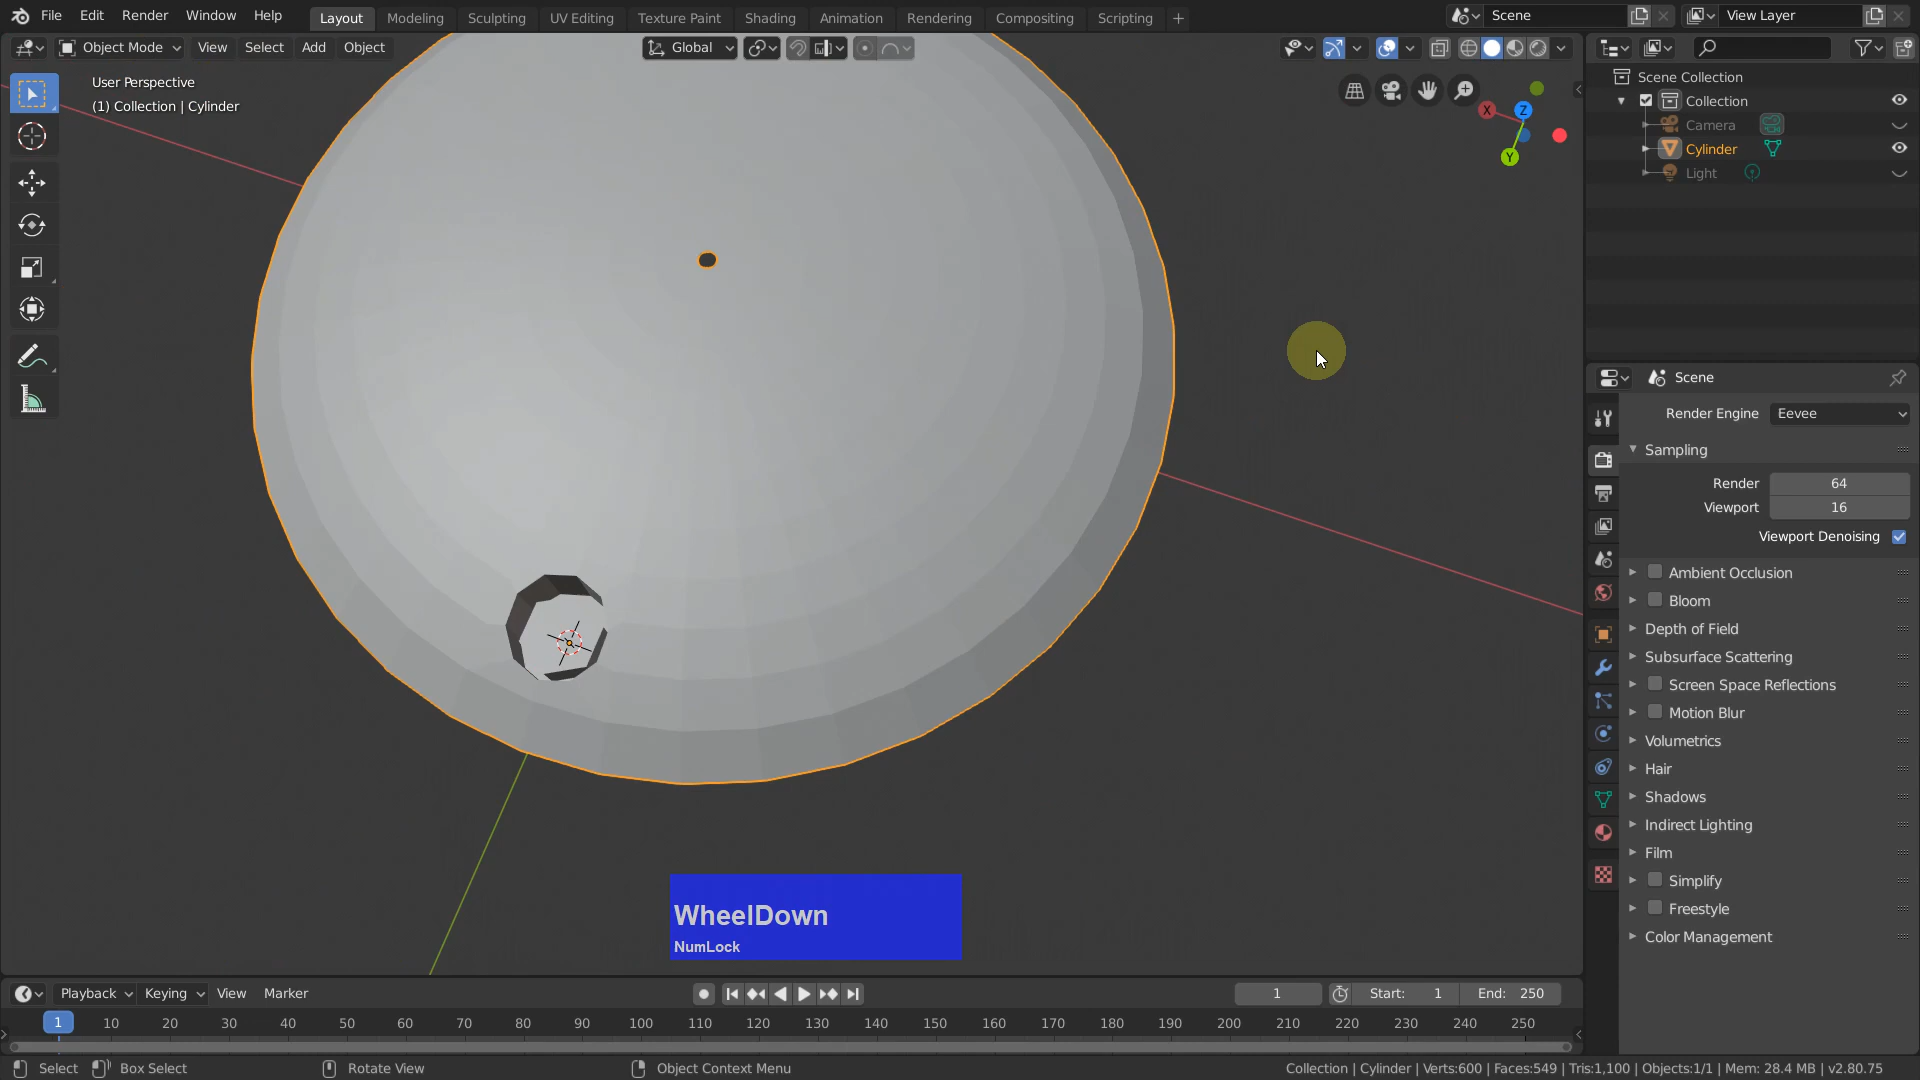 File Edit Render Window Help
Layout Modeling Sculpting UV Editing Texture Paint Shading Animation Rendering Compositing Scripting +
Scene View Layer
Object Mode View Select Add Object
Global
User Perspective
(1) Collection | Cylinder
X Z Y
Scene Collection
Collection
Camera
Cylinder
Light
Scene
Render Engine Eevee
Sampling
Render 64
Viewport 16
Viewport Denoising
Ambient Occlusion
Bloom
Depth of Field
Subsurface Scattering
Screen Space Reflections
Motion Blur
Volumetrics
Hair
Shadows
Indirect Lighting
Film
Simplify
Freestyle
Color Management
WheelDown
NumLock
Playback Keying View Marker
1 Start: 1 End: 250
1 10 20 30 40 50 60 70 80 90 100 110 120 130 140 150 160 170 180 190 200 210 220 230 240 250
Select Box Select Rotate View Object Context Menu
Collection | Cylinder | Verts:600 | Faces:549 | Tris:1,100 | Objects:1/1 | Mem: 28.4 MB | v2.80.75